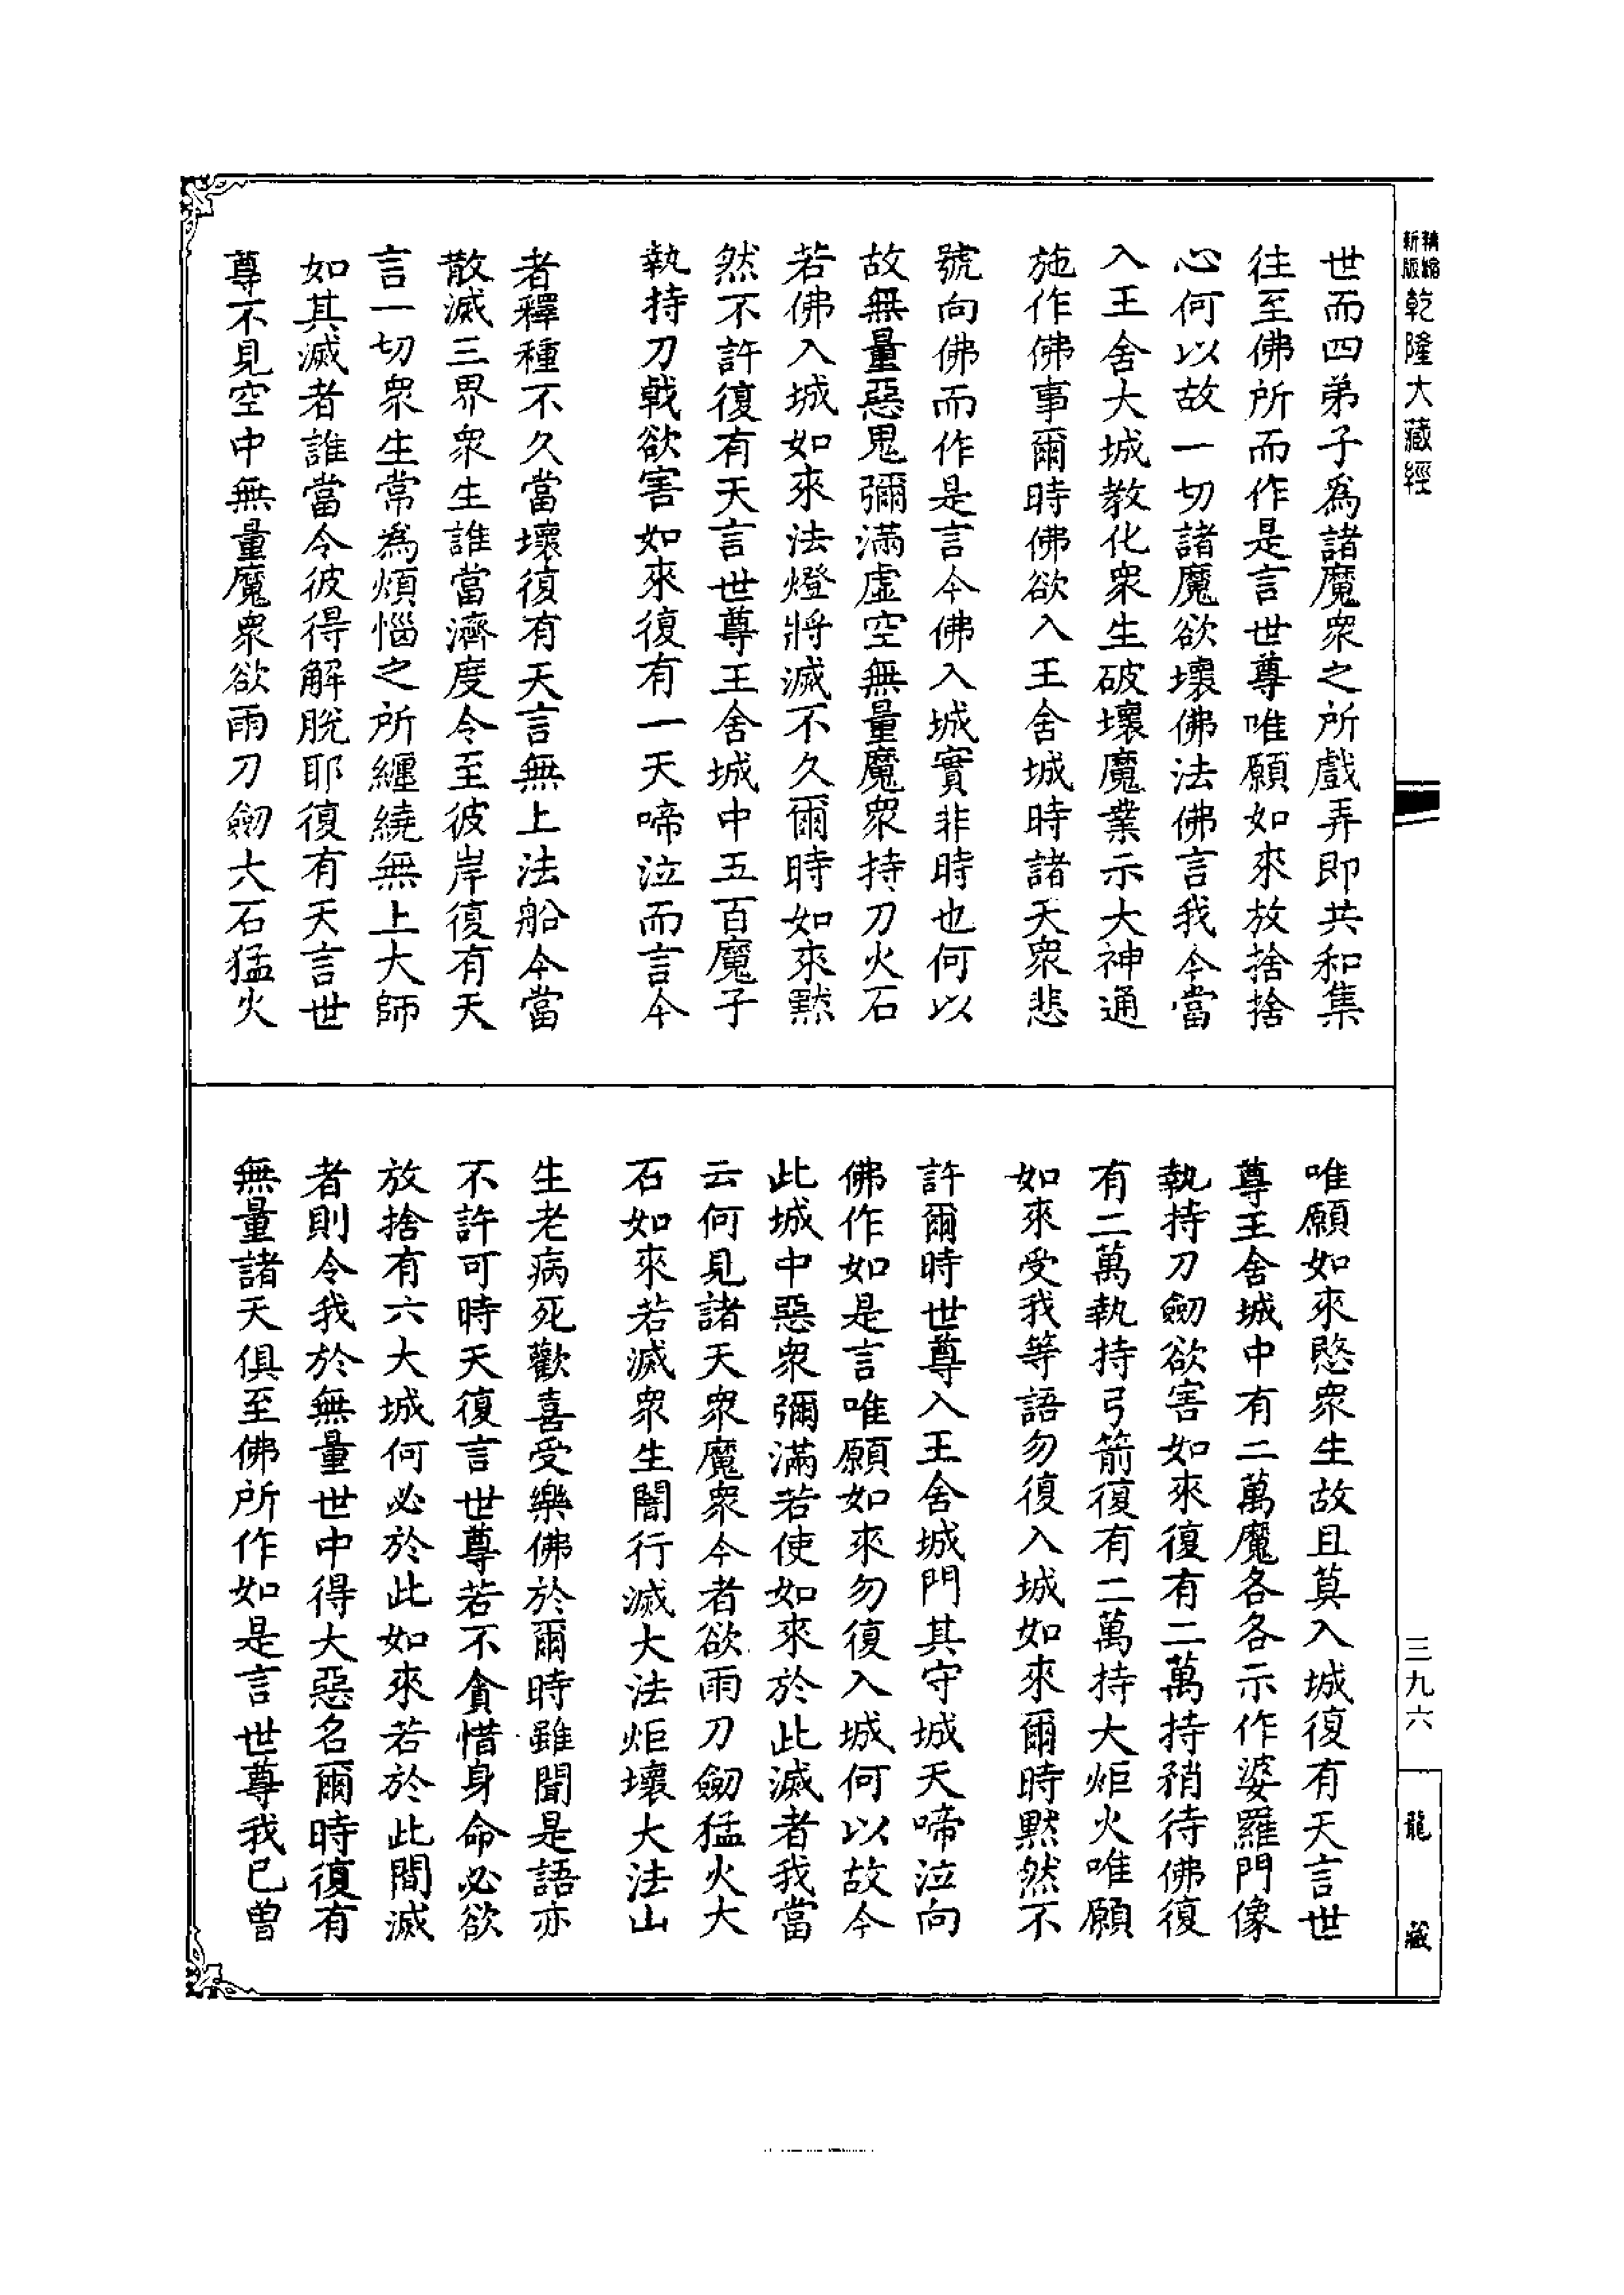 精縮新版乾隆大藏經
世而四弟子爲諸魔衆之所戲弄即共和集
往至佛所而作是言世尊唯願如來放捨捨
心何以故一切諸魔欲壞佛法佛言我今當
入王舍大城教化衆生破壞魔業示大神通
施作佛事爾時佛欲入王舍城時諸天衆悲
號向佛而作是言今佛入城實非時也何以
故無量惡鬼彌滿虛空無量魔衆持刀火石
若佛入城如來法燈將滅不久爾時如來默
然不許復有天言世尊王舍城中五百魔子
執持刀戟欲害如來復有一天啼泣而言今
者釋種不久當壞復有天言無上法船今當
散滅三界衆生誰當濟度令至彼岸復有天
言一切衆生常爲煩惱之所纏繞無上大師
如其滅者誰當令彼得解脫耶復有天言世
尊不見空中無量魔衆欲雨刀劒大石猛火
唯願如來愍衆生故且莫入城復有天言世
尊王舍城中有二萬魔各各示作婆羅門像
執持刀劒欲害如來復有二萬持矟待佛復
有二萬執持弓箭復有二萬持大炬火唯願
如來受我等語勿復入城如來爾時默然不
許爾時世尊入王舍城門其守城天啼泣向
佛作如是言唯願如來勿復入城何以故今
此城中惡衆彌滿若使如來於此滅者我當
云何見諸天衆魔衆今者欲雨刀劒猛火大
石如來若滅衆生闇行滅大法炬壞大法山
生老病死歡喜受樂佛於爾時雖聞是語亦
不許可時天復言世尊若不貪惜身命必欲
放捨有六大城何必於此如來若於此間滅
者則令我於無量世中得大惡名爾時復有
無量諸天俱至佛所作如是言世尊我已曾
三九六
龍藏